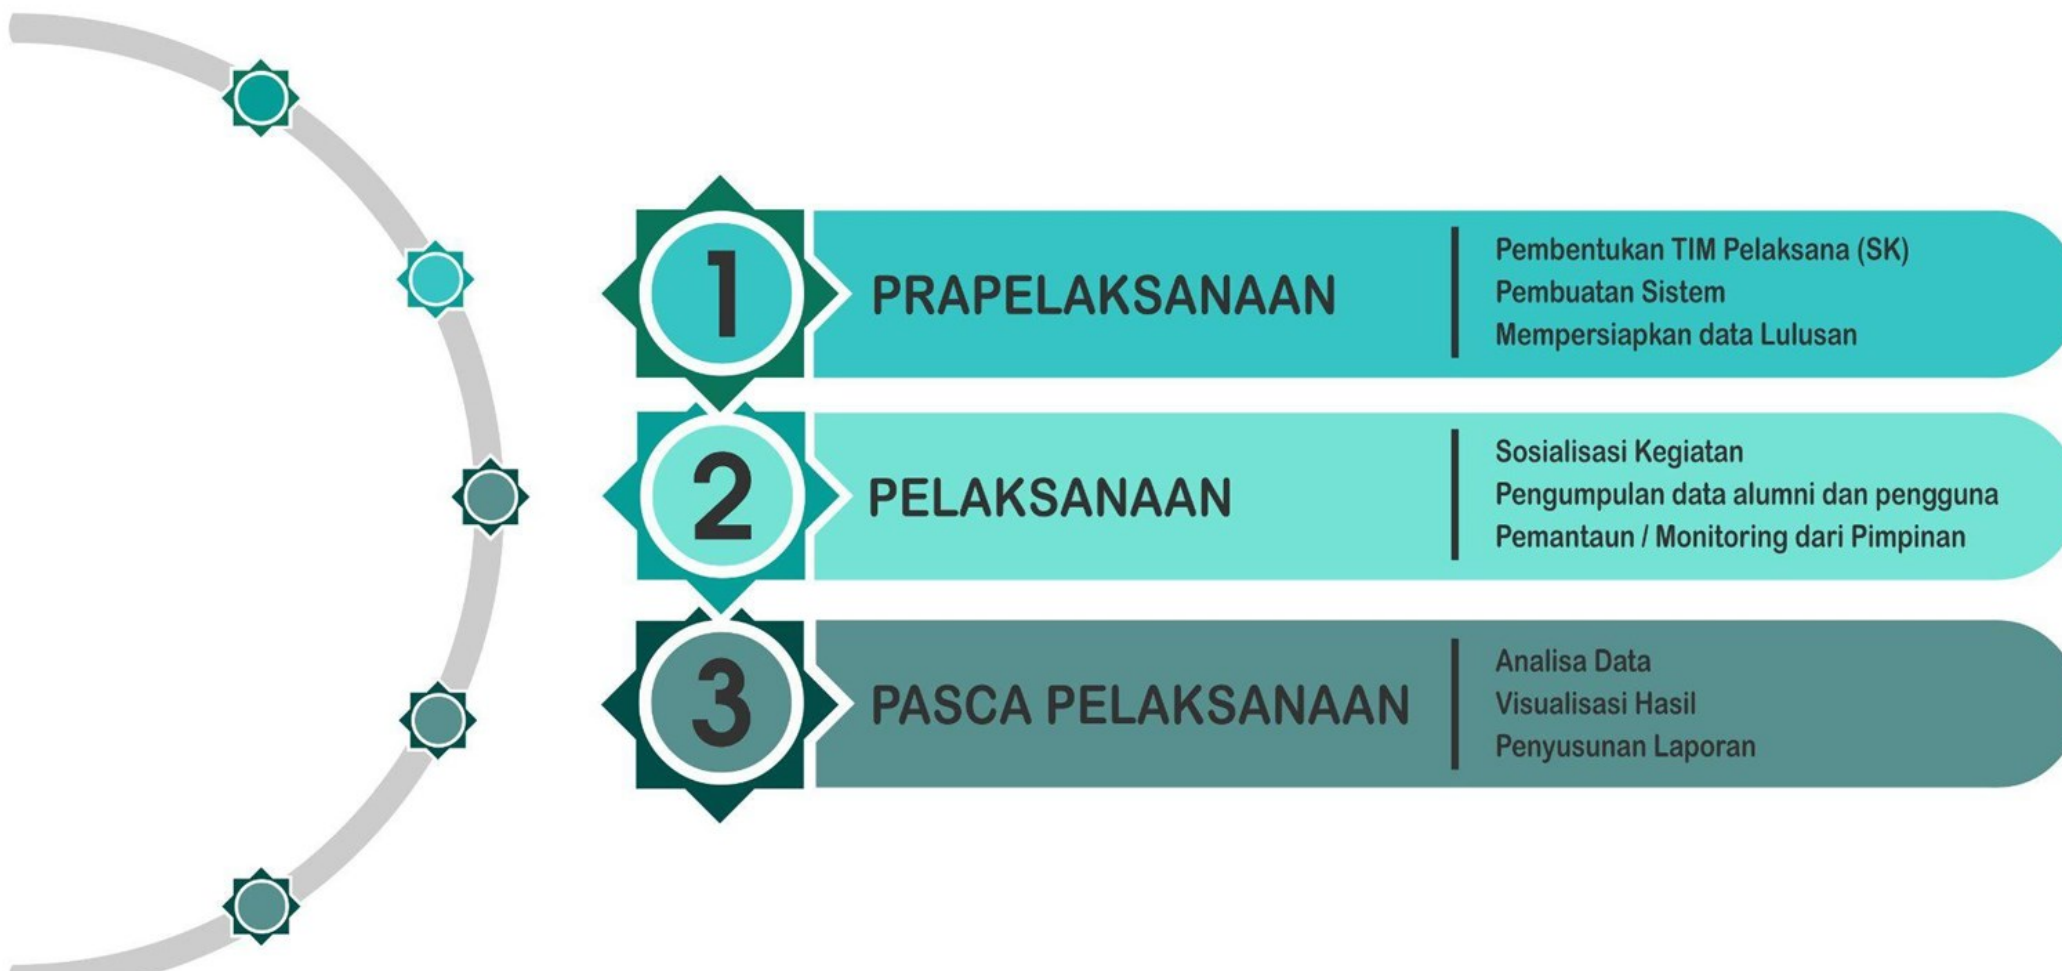 1
PRAPELAKSANAAN
Pembentukan TIM Pelaksana (SK)
Pembuatan Sistem
Mempersiapkan data Lulusan
2
PELAKSANAAN
Sosialisasi Kegiatan
Pengumpulan data alumni dan pengguna
Pemantaun / Monitoring dari Pimpinan
3
PASCA PELAKSANAAN
Analisa Data
Visualisasi Hasil
Penyusunan Laporan